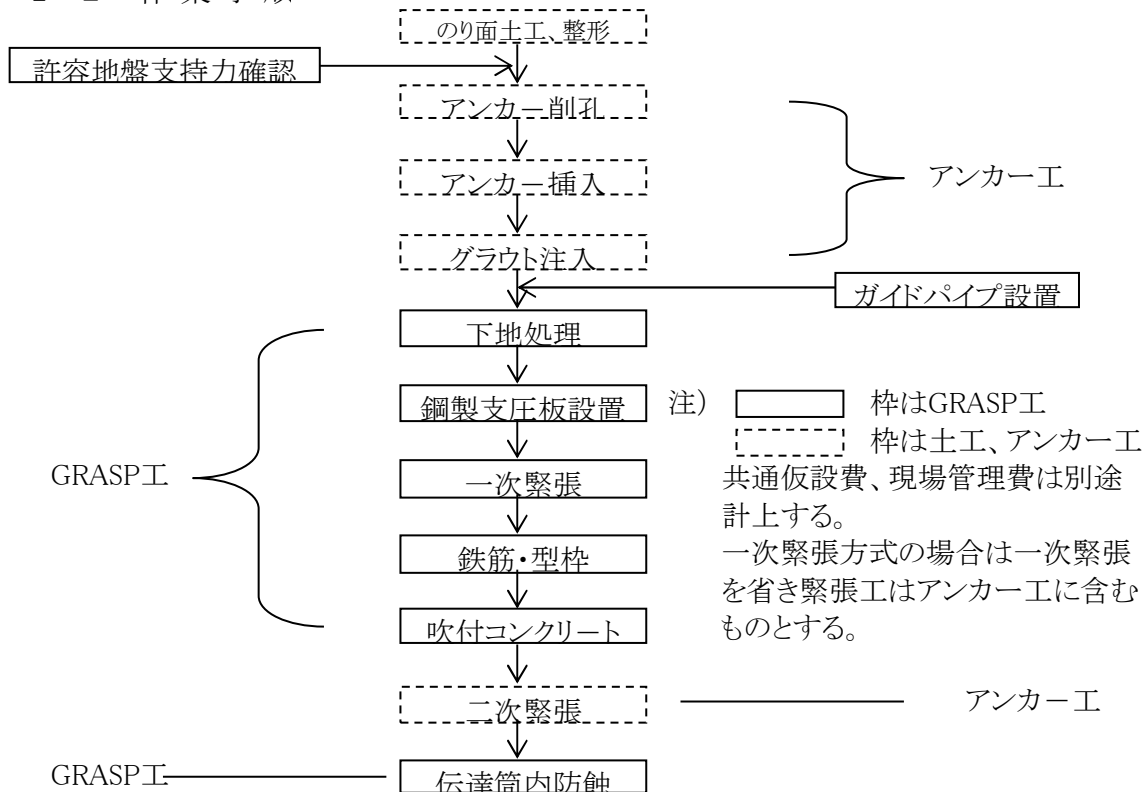 のり面土工、整形
許容地盤支持力確認
アンカー削孔
アンカー挿入
アンカー工
グラウト注入
ガイドパイプ設置
下地処理
鋼製支圧板設置
注)
枠はGRASP工
枠は土工、アンカー工
GRASP工
一次緊張
共通仮設費、現場管理費は別途
計上する。
鉄筋・型枠
一次緊張方式の場合は一次緊張
を省き緊張工はアンカー工に含む
ものとする。
吹付コンクリート
二次緊張
アンカー工
GRASP工
伝達筒内防蝕